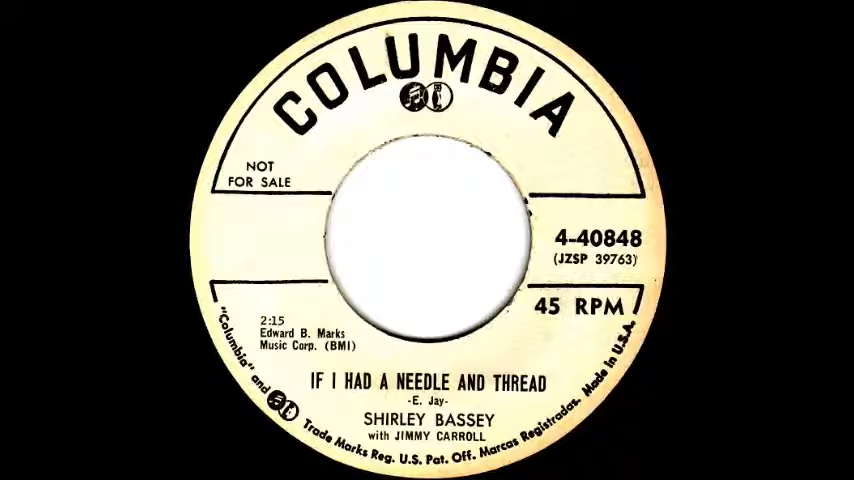 COLUMBIA
NOT
FOR SALE
4-40848
(JZSP 39763)
45 RPM
2:15
Edward B. Marks
Music Corp. (BMI)
IF I HAD A NEEDLE AND THREAD
-E. Jay-
SHIRLEY BASSEY
with JIMMY CARROLL
"Columbia" and Trade Marks Reg. U.S. Pat. Off. Marcas Registradas. Made in U.S.A.